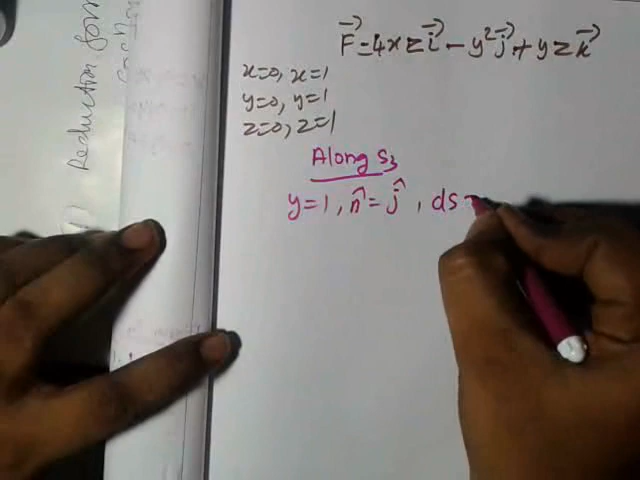 F⃗ = 4xz i⃗ − y² j⃗ + yz k⃗
x=0, x=1
y=0, y=1
z=0, z=1
Along S₃
y=1, n̂ = ĵ, ds =
Reduction form